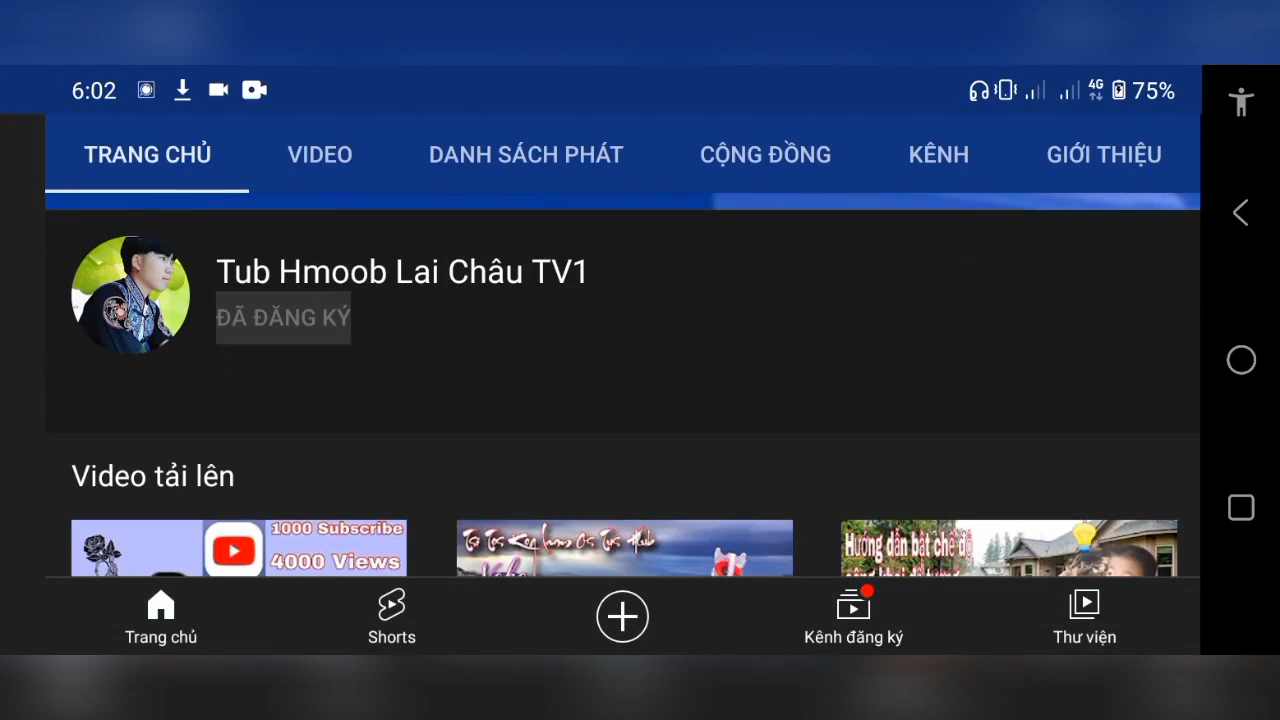 6:02 4G 75%
TRANG CHỦ VIDEO DANH SÁCH PHÁT CỘNG ĐỒNG KÊNH GIỚI THIỆU
Tub Hmoob Lai Châu TV1
ĐÃ ĐĂNG KÝ
Video tải lên
1000 Subscribe
4000 Views
Hướng dẫn bật chế độ
Trang chủ Shorts Kênh đăng ký Thư viện